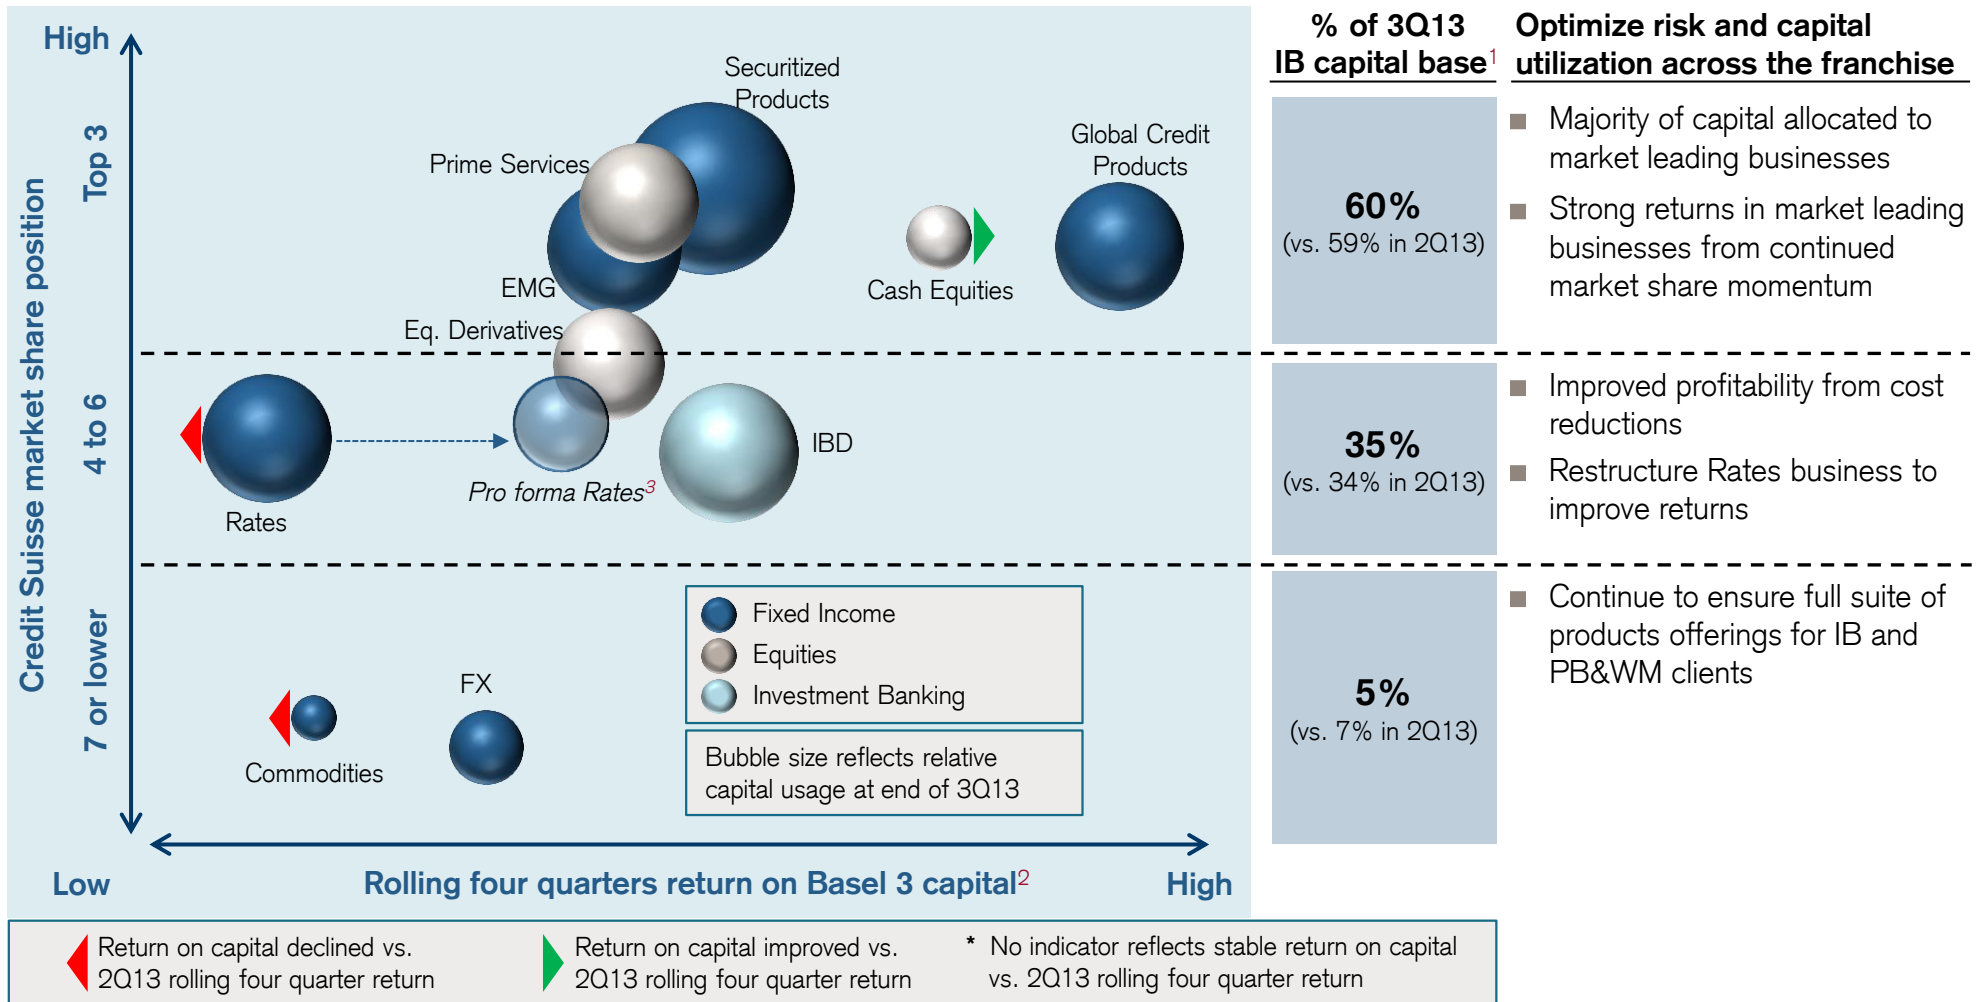 High
Top 3
4 to 6
7 or lower
Credit Suisse market share position
Low
Securitized
Products
Prime Services
Global Credit
Products
EMG
Cash Equities
Eq. Derivatives
Rates
Pro forma Rates3
IBD
FX
Commodities
Fixed Income
Equities
Investment Banking
Bubble size reflects relative
capital usage at end of 3Q13
Rolling four quarters return on Basel 3 capital2
High
% of 3Q13
IB capital base1
60%
(vs. 59% in 2Q13)
35%
(vs. 34% in 2Q13)
5%
(vs. 7% in 2Q13)
Optimize risk and capital
utilization across the franchise
Majority of capital allocated to
market leading businesses
Strong returns in market leading
businesses from continued
market share momentum
Improved profitability from cost
reductions
Restructure Rates business to
improve returns
Continue to ensure full suite of
products offerings for IB and
PB&WM clients
Return on capital declined vs.
2Q13 rolling four quarter return
Return on capital improved vs.
2Q13 rolling four quarter return
* No indicator reflects stable return on capital
vs. 2Q13 rolling four quarter return